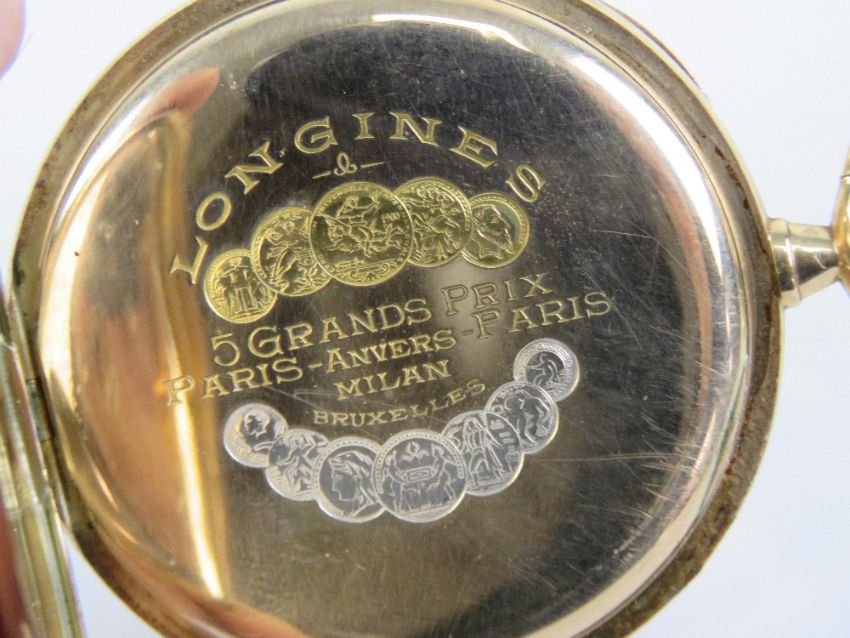 LONGINES
-&-
5 GRANDS PRIX
PARIS-ANVERS-PARIS
MILAN
BRUXELLES